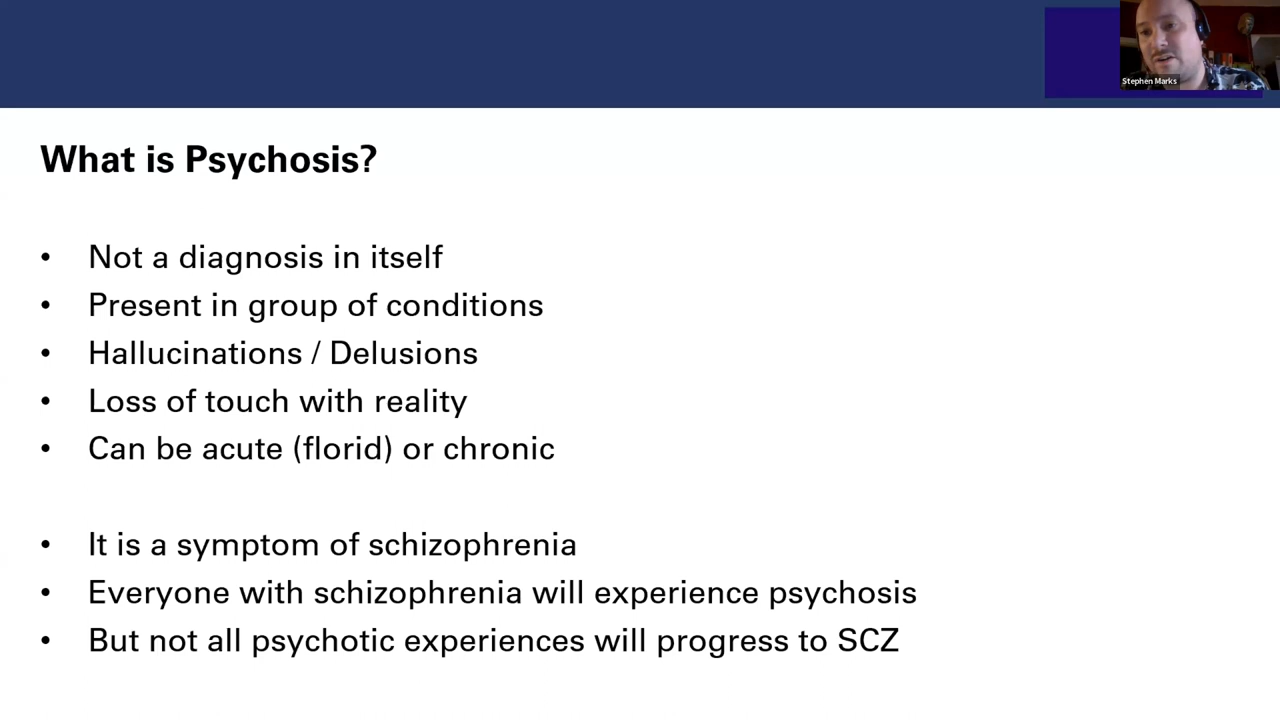 Stephen Marks
What is Psychosis?
• Not a diagnosis in itself
• Present in group of conditions
• Hallucinations / Delusions
• Loss of touch with reality
• Can be acute (florid) or chronic
• It is a symptom of schizophrenia
• Everyone with schizophrenia will experience psychosis
• But not all psychotic experiences will progress to SCZ